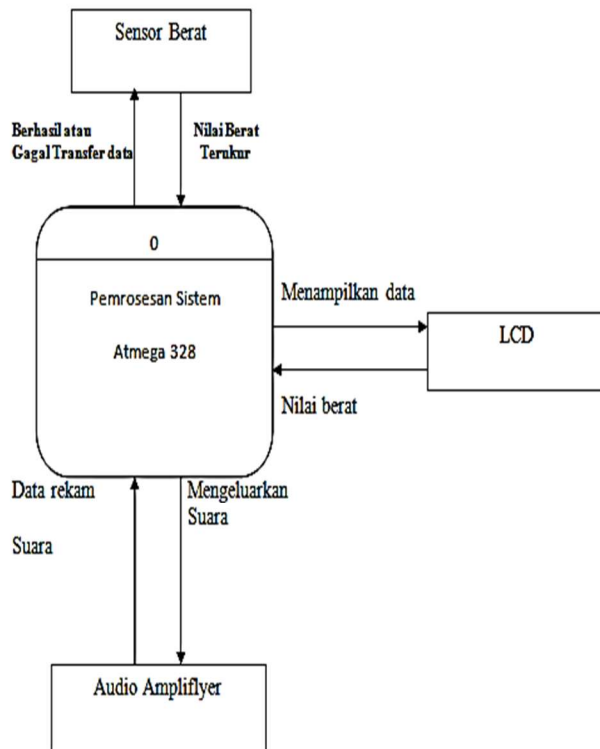 Sensor Berat
Berhasil atau
Gagal Transfer data
Nilai Berat
Terukur
0
Pemrosesan Sistem
Atmega 328
Menampilkan data
LCD
Nilai berat
Data rekam
Suara
Mengeluarkan
Suara
Audio Ampliflyer